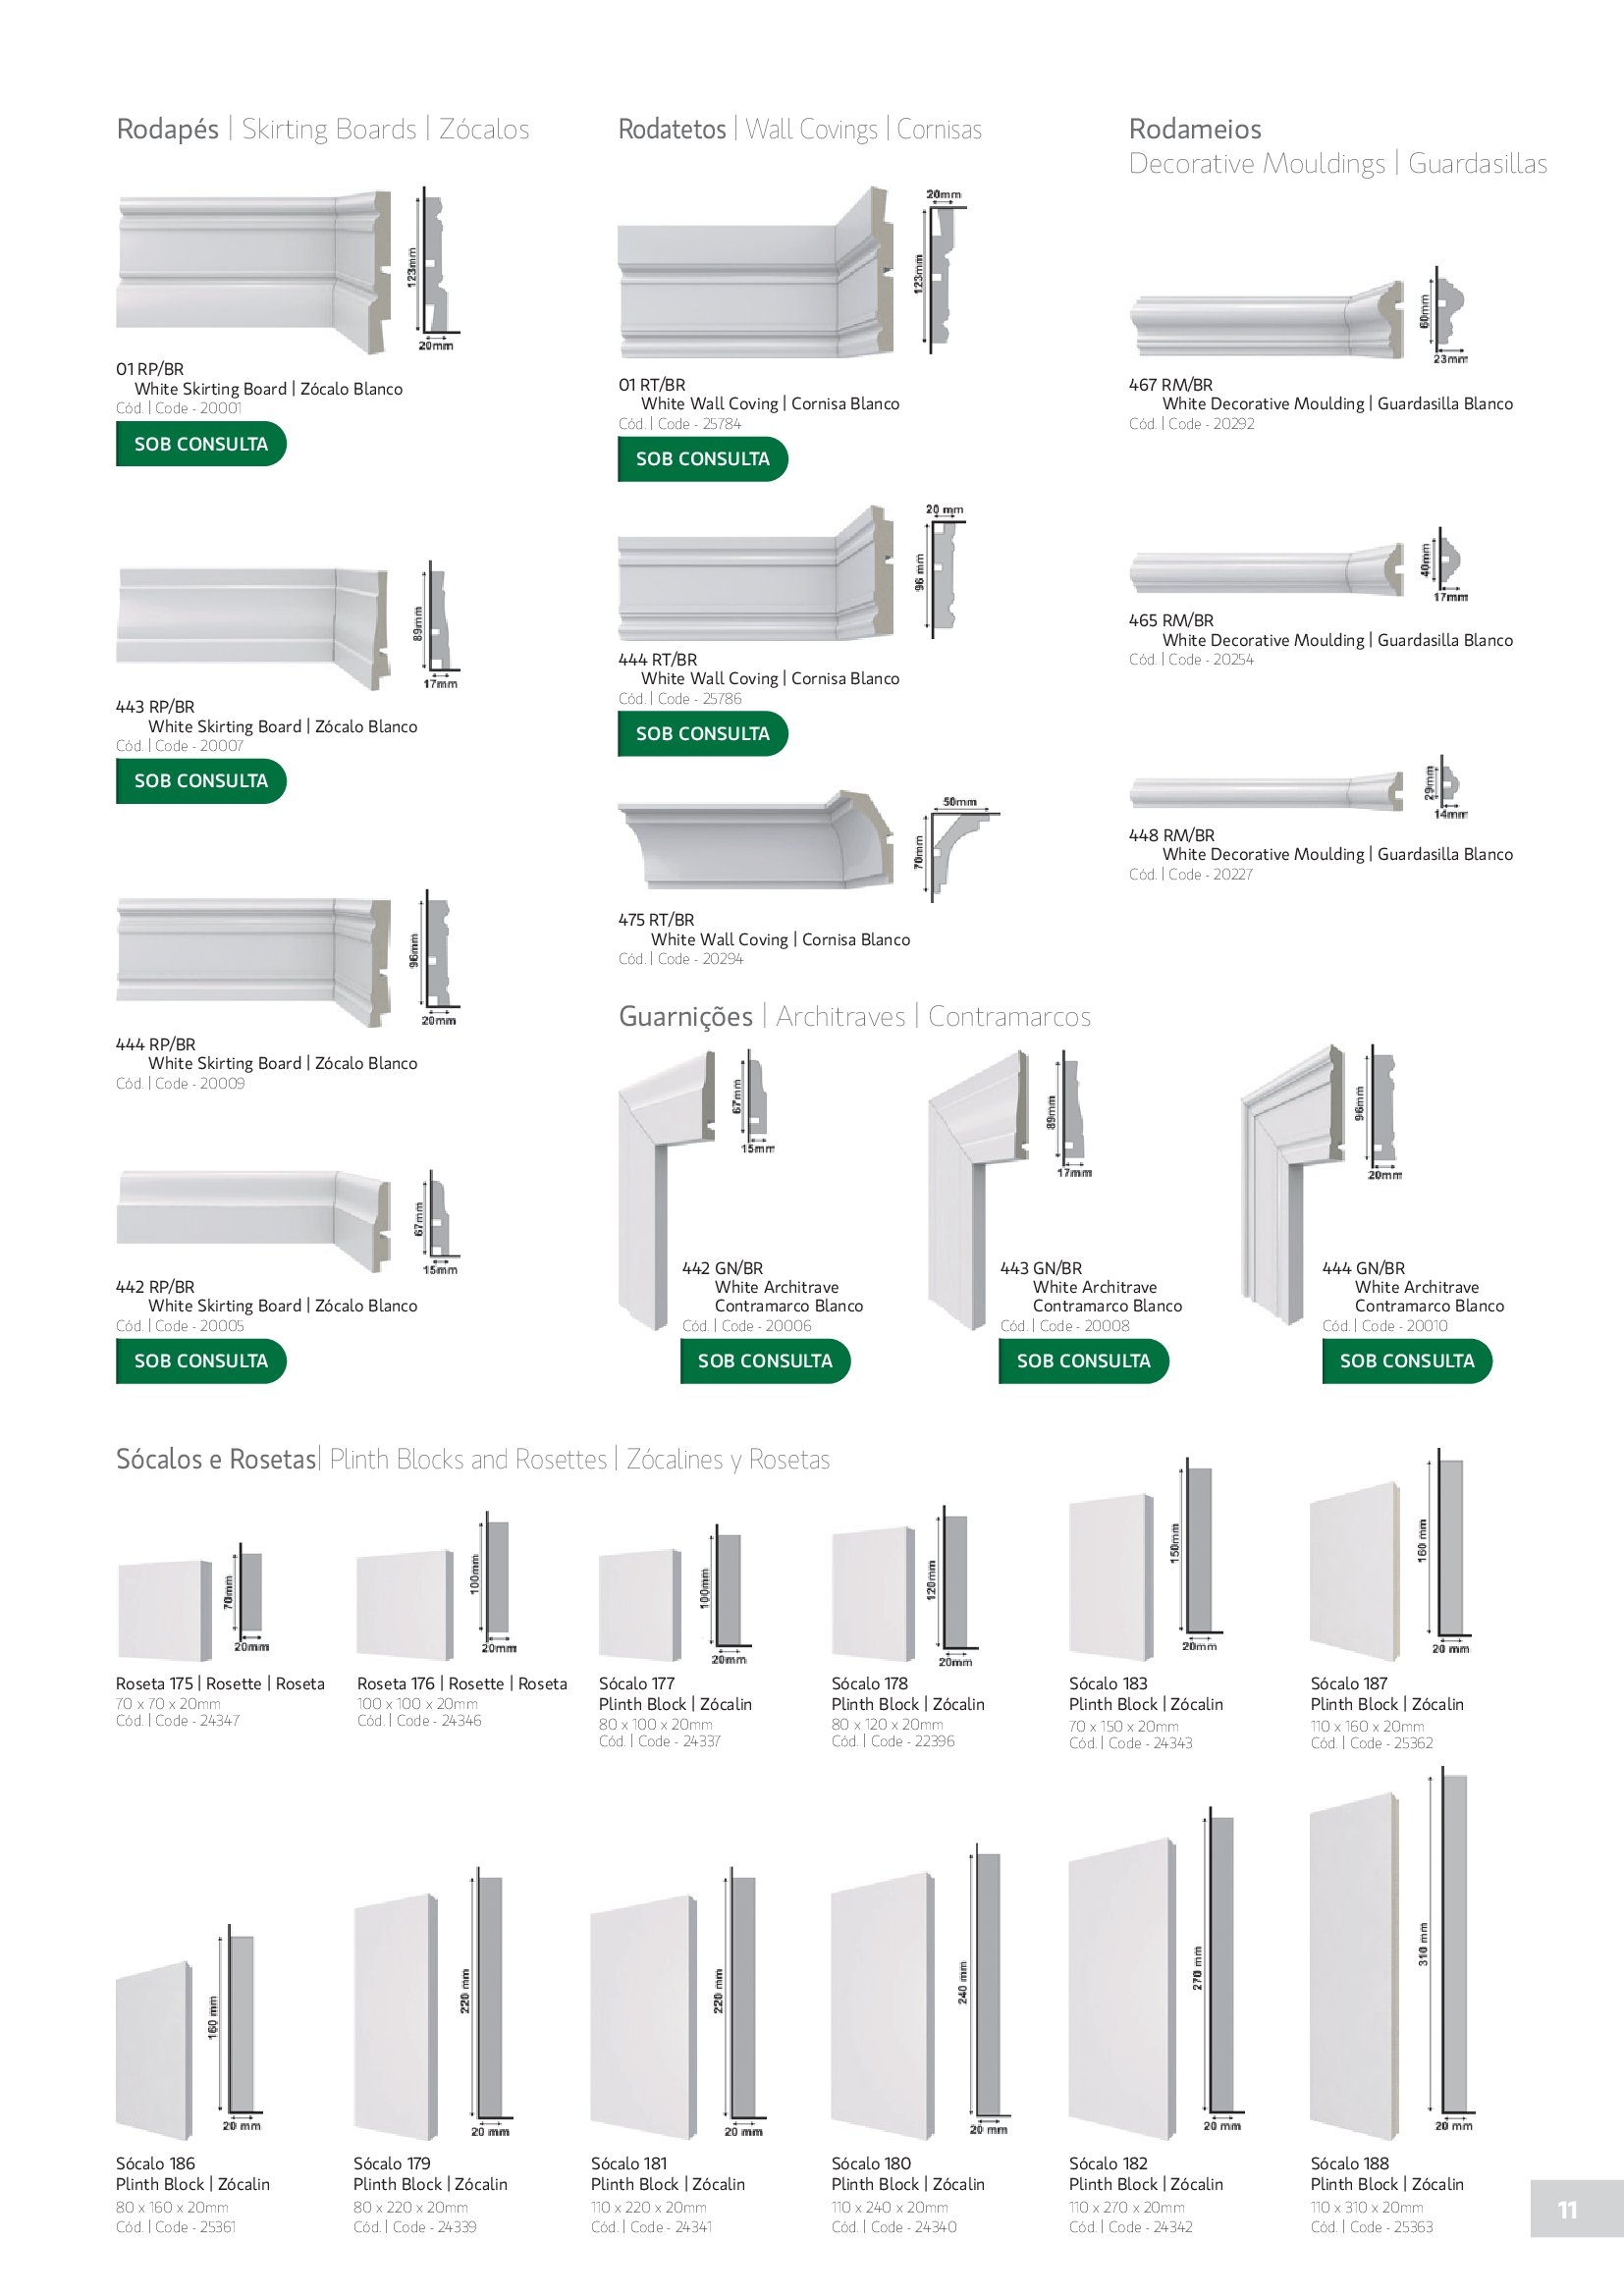 Rodapés | Skirting Boards | Zócalos
123mm
20mm
01 RP/BR
White Skirting Board | Zócalo Blanco
Cód. | Code - 20001
SOB CONSULTA
89mm
17mm
443 RP/BR
White Skirting Board | Zócalo Blanco
Cód. | Code - 20007
SOB CONSULTA
96mm
20mm
444 RP/BR
White Skirting Board | Zócalo Blanco
Cód. | Code - 20009
67mm
15mm
442 RP/BR
White Skirting Board | Zócalo Blanco
Cód. | Code - 20005
SOB CONSULTA
Rodatetos | Wall Covings | Cornisas
20mm
123mm
01 RT/BR
White Wall Coving | Cornisa Blanco
Cód. | Code - 25784
SOB CONSULTA
20 mm
96 mm
444 RT/BR
White Wall Coving | Cornisa Blanco
Cód. | Code - 25786
SOB CONSULTA
50mm
70mm
475 RT/BR
White Wall Coving | Cornisa Blanco
Cód. | Code - 20294
Rodameios
Decorative Mouldings | Guardasillas
60mm
23mm
467 RM/BR
White Decorative Moulding | Guardasilla Blanco
Cód. | Code - 20292
40mm
17mm
465 RM/BR
White Decorative Moulding | Guardasilla Blanco
Cód. | Code - 20254
29mm
14mm
448 RM/BR
White Decorative Moulding | Guardasilla Blanco
Cód. | Code - 20227
Guarnições | Architraves | Contramarcos
67mm
15mm
442 GN/BR
White Architrave
Contramarco Blanco
Cód. | Code - 20006
SOB CONSULTA
89mm
17mm
443 GN/BR
White Architrave
Contramarco Blanco
Cód. | Code - 20008
SOB CONSULTA
96mm
20mm
444 GN/BR
White Architrave
Contramarco Blanco
Cód. | Code - 20010
SOB CONSULTA
Sócalos e Rosetas| Plinth Blocks and Rosettes | Zócalines y Rosetas
70mm
20mm
Roseta 175 | Rosette | Roseta
70 x 70 x 20mm
Cód. | Code - 24347
100mm
20mm
Roseta 176 | Rosette | Roseta
100 x 100 x 20mm
Cód. | Code - 24346
100mm
20mm
Sócalo 177
Plinth Block | Zócalin
80 x 100 x 20mm
Cód. | Code - 24337
120mm
20mm
Sócalo 178
Plinth Block | Zócalin
80 x 120 x 20mm
Cód. | Code - 22396
150mm
20mm
Sócalo 183
Plinth Block | Zócalin
70 x 150 x 20mm
Cód. | Code - 24343
160 mm
20 mm
Sócalo 187
Plinth Block | Zócalin
110 x 160 x 20mm
Cód. | Code - 25362
160 mm
20 mm
Sócalo 186
Plinth Block | Zócalin
80 x 160 x 20mm
Cód. | Code - 25361
220 mm
20 mm
Sócalo 179
Plinth Block | Zócalin
80 x 220 x 20mm
Cód. | Code - 24339
220 mm
20 mm
Sócalo 181
Plinth Block | Zócalin
110 x 220 x 20mm
Cód. | Code - 24341
240 mm
20 mm
Sócalo 180
Plinth Block | Zócalin
110 x 240 x 20mm
Cód. | Code - 24340
270 mm
20 mm
Sócalo 182
Plinth Block | Zócalin
110 x 270 x 20mm
Cód. | Code - 24342
310 mm
20 mm
Sócalo 188
Plinth Block | Zócalin
110 x 310 x 20mm
Cód. | Code - 25363
11